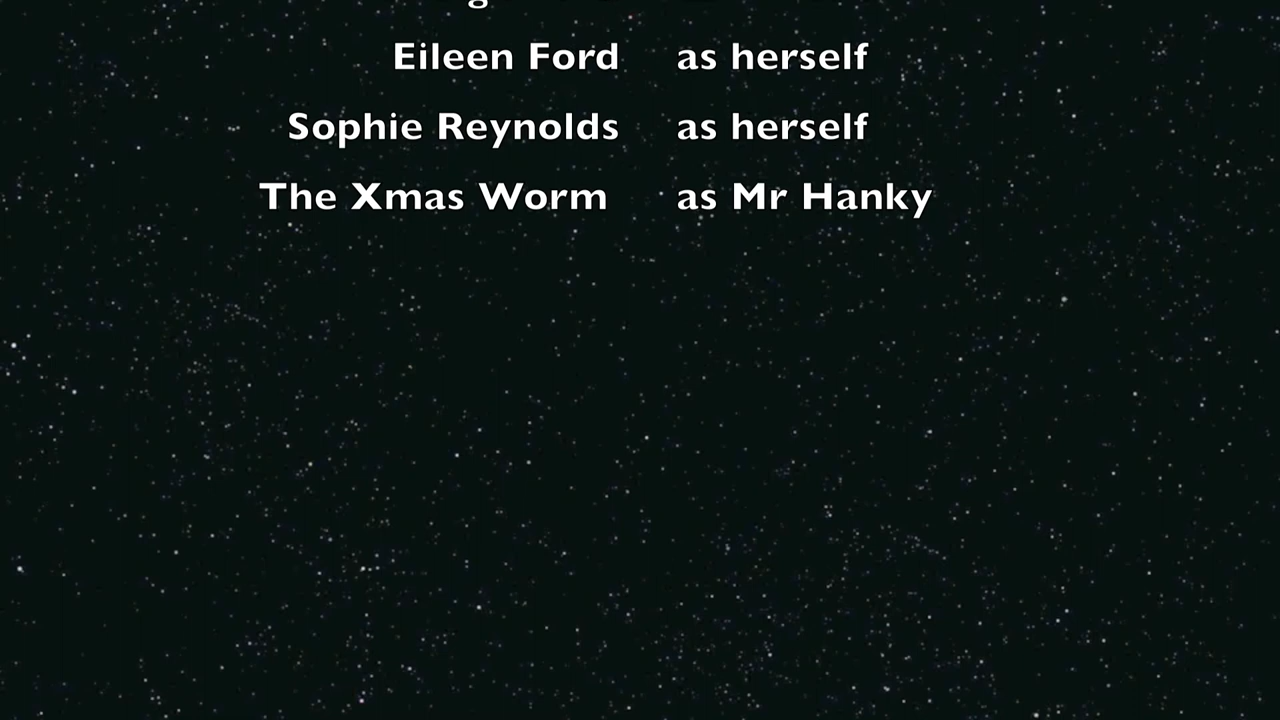 Eileen Ford as herself
Sophie Reynolds as herself
The Xmas Worm as Mr Hanky